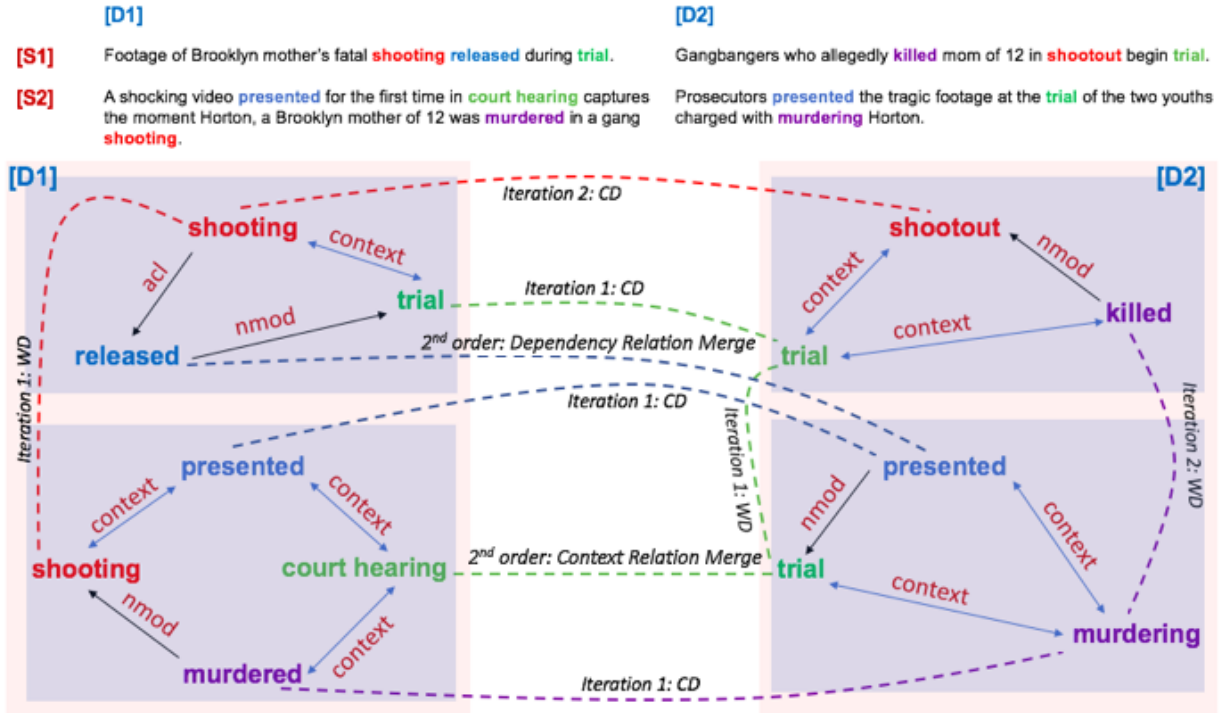 [D1]
[D2]
[S1]
Footage of Brooklyn mother's fatal shooting released during trial.
Gangbangers who allegedly killed mom of 12 in shootout begin trial.
[S2]
A shocking video presented for the first time in court hearing captures
the moment Horton, a Brooklyn mother of 12 was murdered in a gang
shooting.
Prosecutors presented the tragic footage at the trial of the two youths
charged with murdering Horton.
[D1]
[D2]
Iteration 2: CD
shooting
context
acl
trial
nmod
released
Iteration 1: WD
Iteration 1: CD
2nd order: Dependency Relation Merge
Iteration 1: CD
shootout
nmod
context
killed
context
trial
Iteration 1: WD
Iteration 2: WD
presented
context
context
shooting
court hearing
nmod
context
murdered
2nd order: Context Relation Merge
presented
nmod
context
trial
context
murdering
Iteration 1: CD